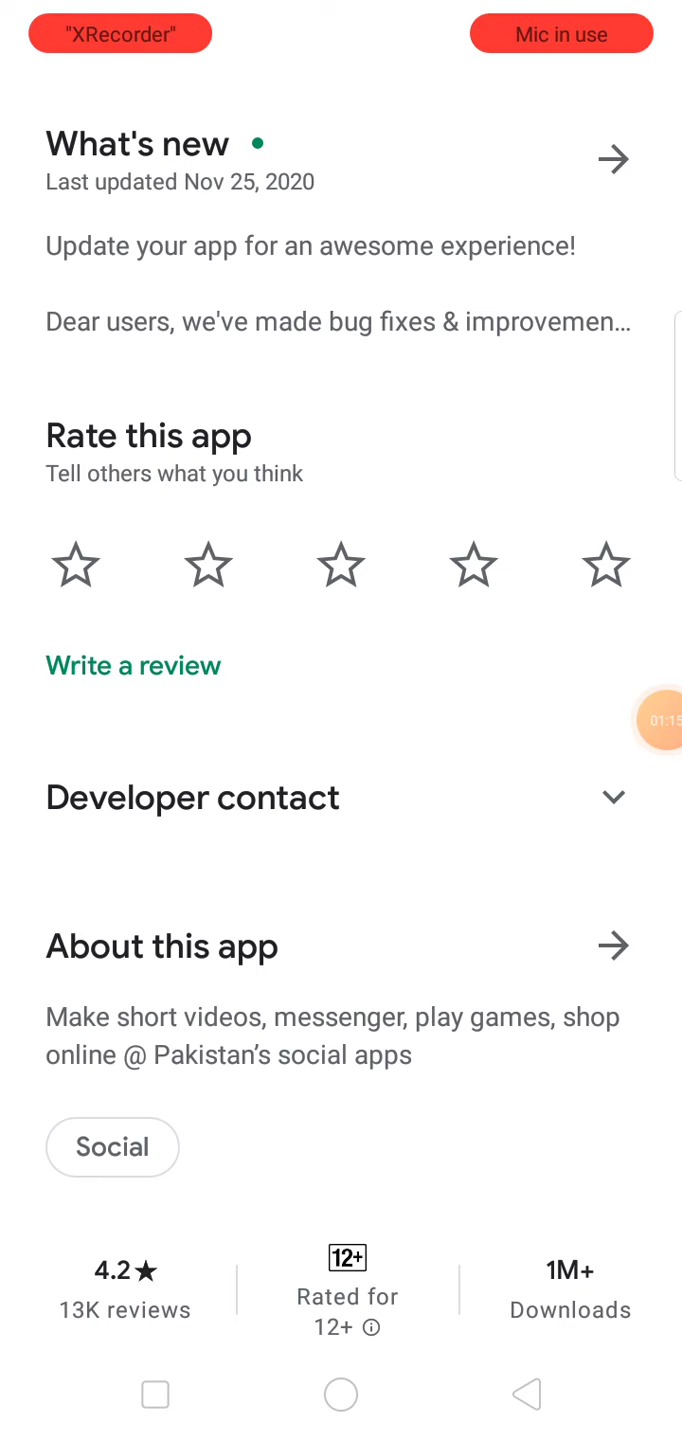 "XRecorder"
Mic in use
What's new
Last updated Nov 25, 2020
Update your app for an awesome experience!
Dear users, we've made bug fixes & improvemen...
Rate this app
Tell others what you think
Write a review
01:15
Developer contact
About this app
Make short videos, messenger, play games, shop
online @ Pakistan’s social apps
Social
4.2★
13K reviews
12+
Rated for
12+
1M+
Downloads